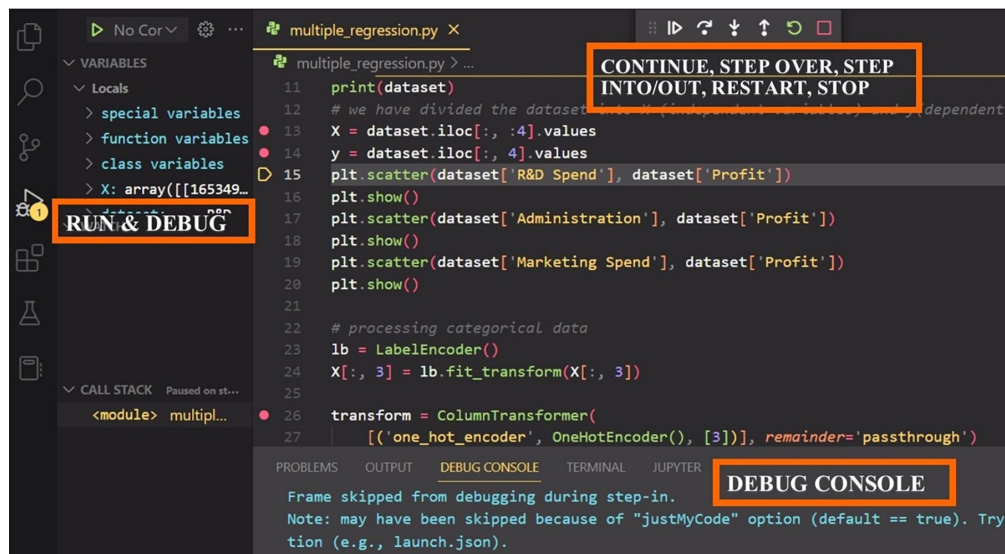 No Cor
multiple_regression.py
VARIABLES
Locals
special variables
function variables
class variables
X: array([[165349…
RUN & DEBUG
CALL STACK Paused on st…
<module> multipl…
multiple_regression.py > ...
CONTINUE, STEP OVER, STEP
INTO/OUT, RESTART, STOP
11 print(dataset)
12 # we have divided the dataset into X (independent variables) and y(dependent
13 X = dataset.iloc[:, :4].values
14 y = dataset.iloc[:, 4].values
15 plt.scatter(dataset['R&D Spend'], dataset['Profit'])
16 plt.show()
17 plt.scatter(dataset['Administration'], dataset['Profit'])
18 plt.show()
19 plt.scatter(dataset['Marketing Spend'], dataset['Profit'])
20 plt.show()
21
22 # processing categorical data
23 lb = LabelEncoder()
24 X[:, 3] = lb.fit_transform(X[:, 3])
25
26 transform = ColumnTransformer(
27 [('one_hot_encoder', OneHotEncoder(), [3])], remainder='passthrough')
PROBLEMS OUTPUT DEBUG CONSOLE TERMINAL JUPYTER
DEBUG CONSOLE
Frame skipped from debugging during step-in.
Note: may have been skipped because of "justMyCode" option (default == true). Try
tion (e.g., launch.json).
1